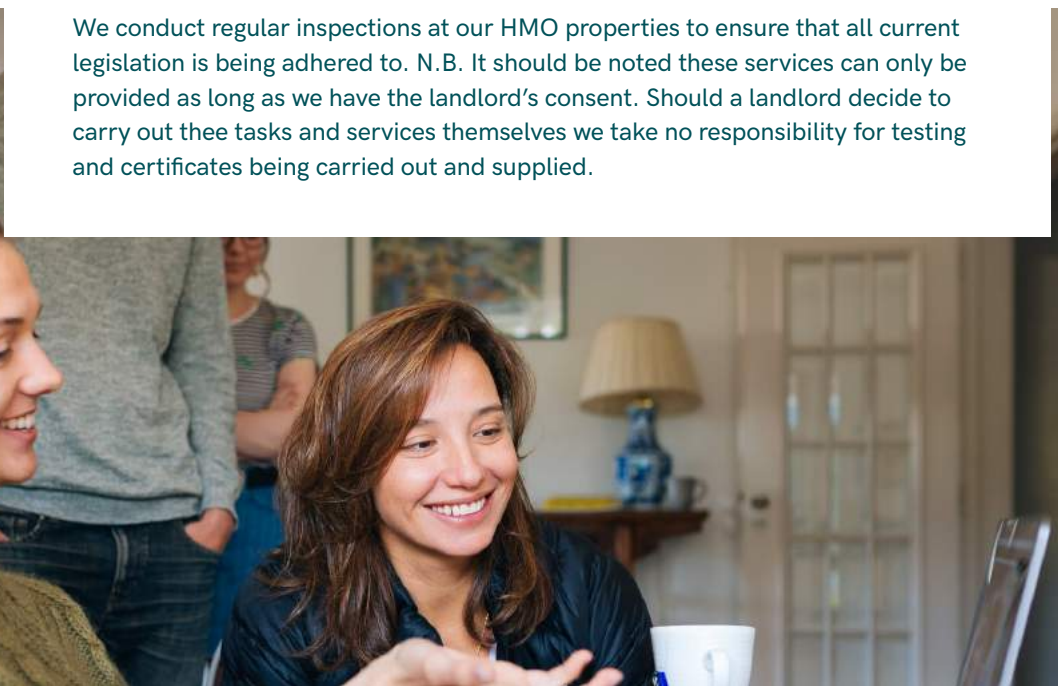 We conduct regular inspections at our HMO properties to ensure that all current
legislation is being adhered to. N.B. It should be noted these services can only be
provided as long as we have the landlord’s consent. Should a landlord decide to
carry out thee tasks and services themselves we take no responsibility for testing
and certificates being carried out and supplied.